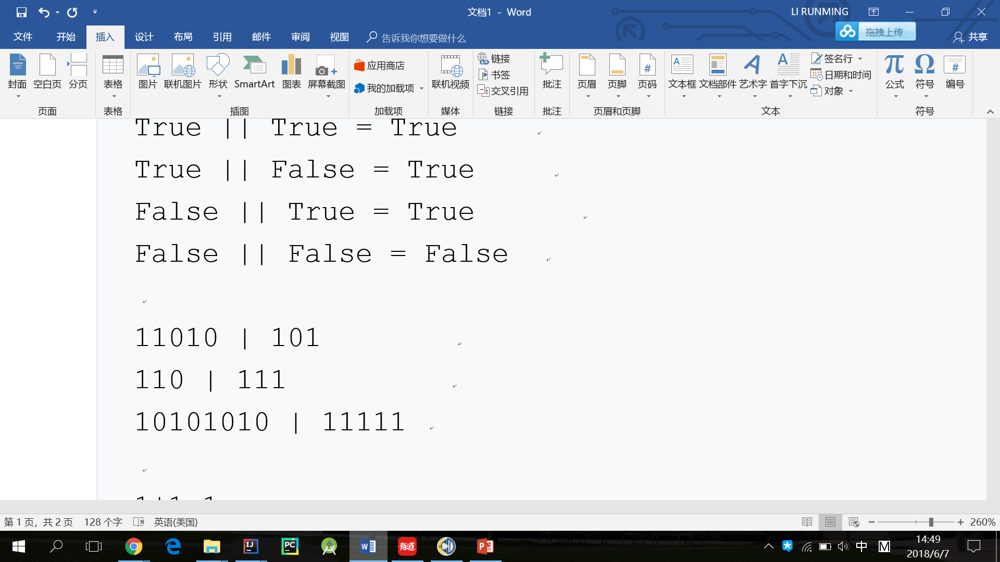 文档1 - Word
LI RUNMING
文件 开始 插入 设计 布局 引用 邮件 审阅 视图 告诉我你想要做什么
拖拽上传
共享
封面 空白页 分页
页面
表格
表格
图片 联机图片 形状 SmartArt 图表 屏幕截图
插图
应用商店
我的加载项
加载项
联机视频
媒体
链接
书签
交叉引用
链接
批注
批注
页眉 页脚 页码
页眉和页脚
文本框 文档部件 艺术字 首字下沉
签名行
日期和时间
对象
文本
公式 符号 编号
符号
True || True = True
True || False = True
False || True = True
False || False = False
11010 | 101
110 | 111
10101010 | 11111
第 1 页，共 2 页 128 个字 英语(美国)
260%
IJ PC W 有道 P
中 M
14:49
2018/6/7